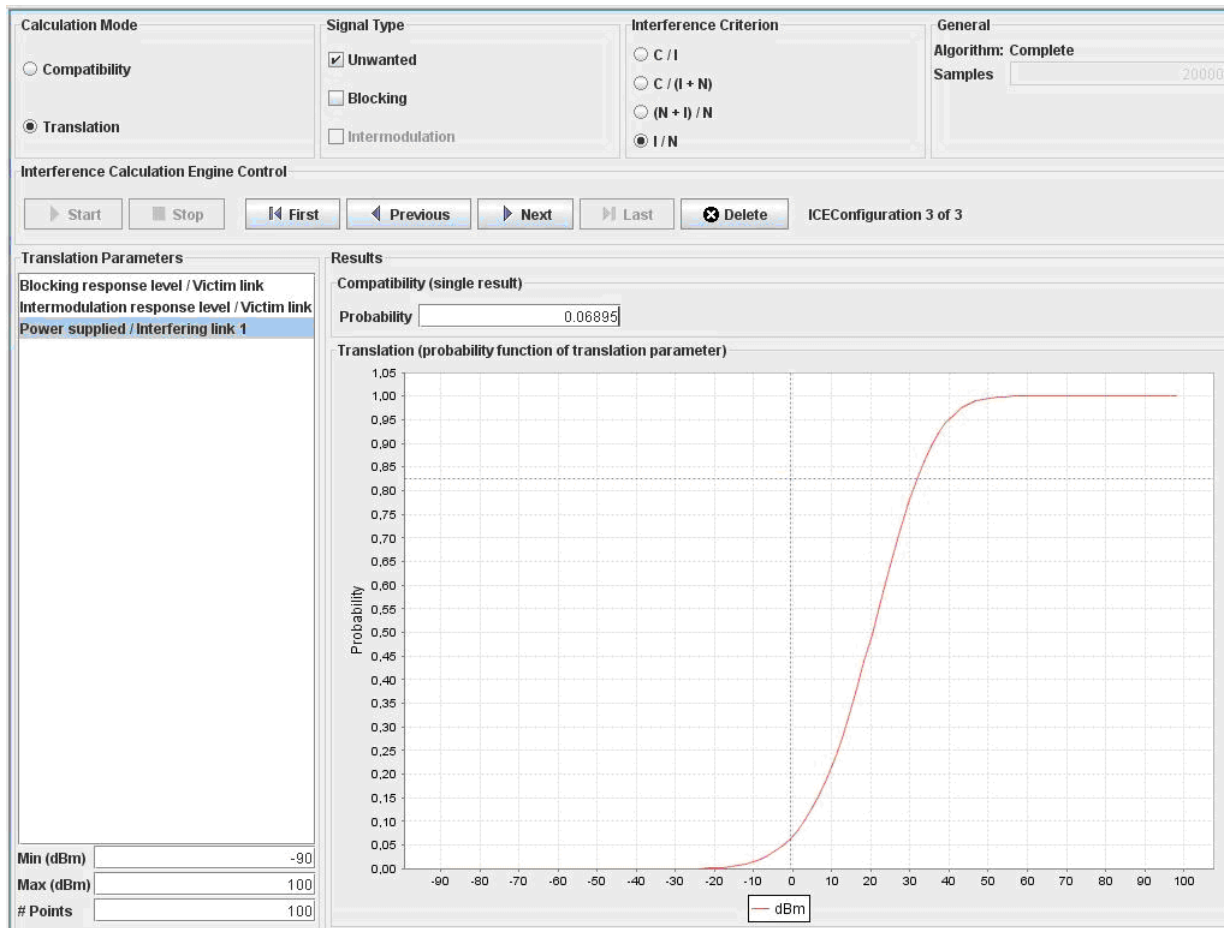 Calculation Mode
Compatibility
Translation
Signal Type
Unwanted
Blocking
Intermodulation
Interference Criterion
C / I
C / (I + N)
(N + I) / N
I / N
General
Algorithm: Complete
Samples 20000
Interference Calculation Engine Control
Start Stop First Previous Next Last Delete ICEConfiguration 3 of 3
Translation Parameters
Blocking response level / Victim link
Intermodulation response level / Victim link
Power supplied / Interfering link 1
Min (dBm) -90
Max (dBm) 100
# Points 100
Results
Compatibility (single result)
Probability 0.06895
Translation (probability function of translation parameter)
1,05
1,00
0,95
0,90
0,85
0,80
0,75
0,70
0,65
0,60
0,55
0,50
0,45
0,40
0,35
0,30
0,25
0,20
0,15
0,10
0,05
0,00
Probability
-90 -80 -70 -60 -50 -40 -30 -20 -10 0 10 20 30 40 50 60 70 80 90 100
dBm